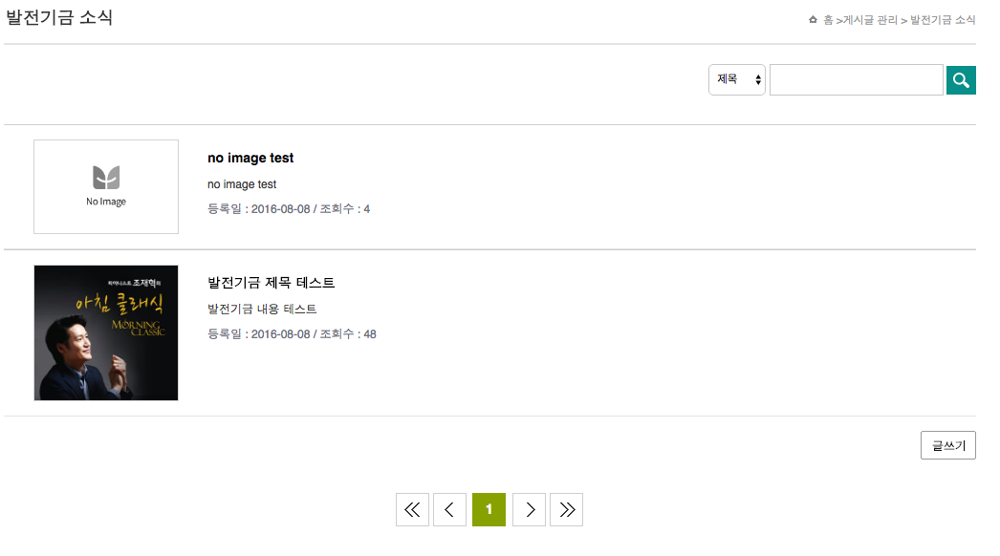 발전기금 소식
홈 >게시글 관리 > 발전기금 소식
제목
No Image
no image test
no image test
등록일 : 2016-08-08 / 조회수 : 4
피아니스트 조재혁의
아침 클래식
MORNING
CLASSIC
발전기금 제목 테스트
발전기금 내용 테스트
등록일 : 2016-08-08 / 조회수 : 48
글쓰기
1